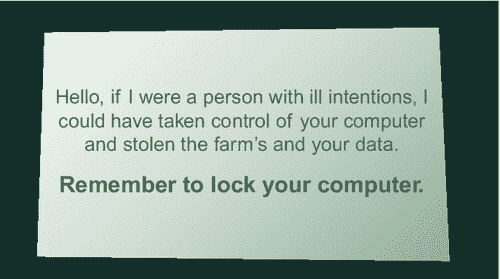 Hello, if I were a person with ill intentions, I
could have taken control of your computer
and stolen the farm's and your data.
Remember to lock your computer.